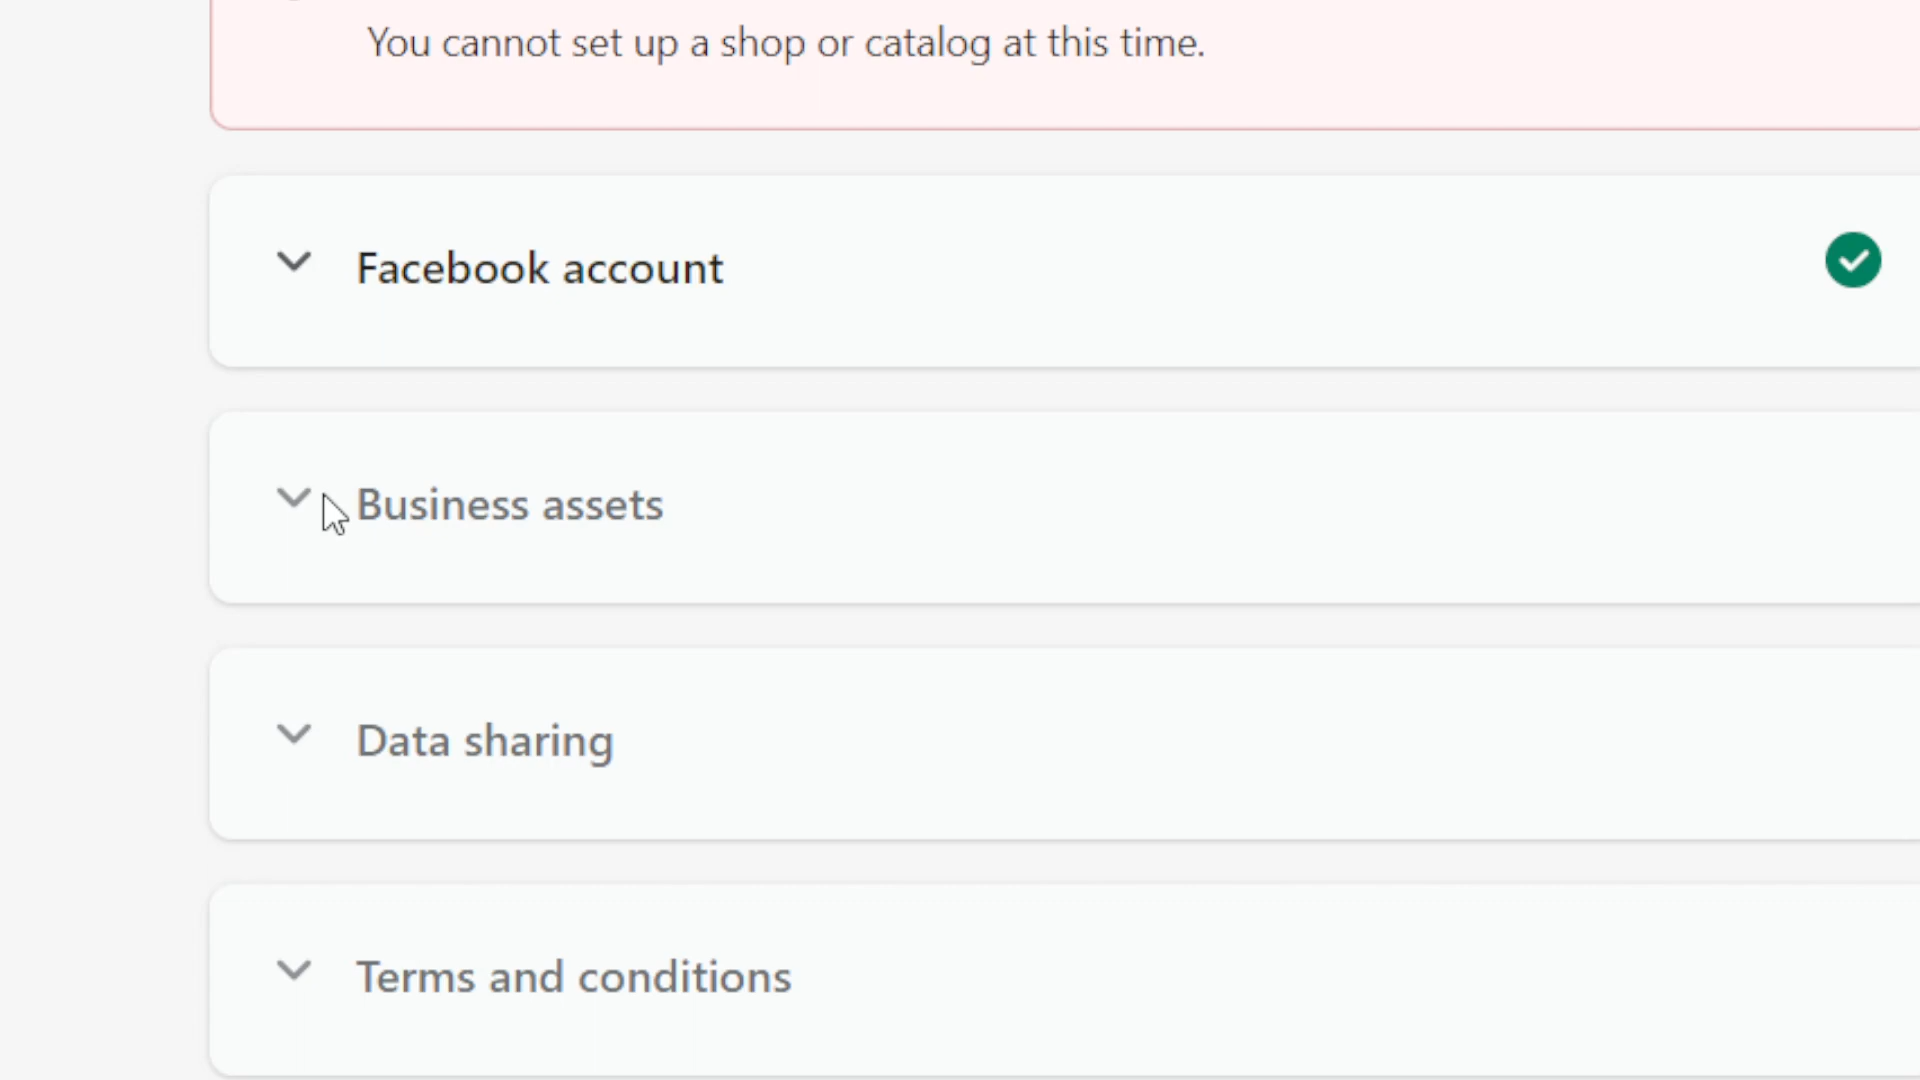 You cannot set up a shop or catalog at this time.
Facebook account
Business assets
Data sharing
Terms and conditions